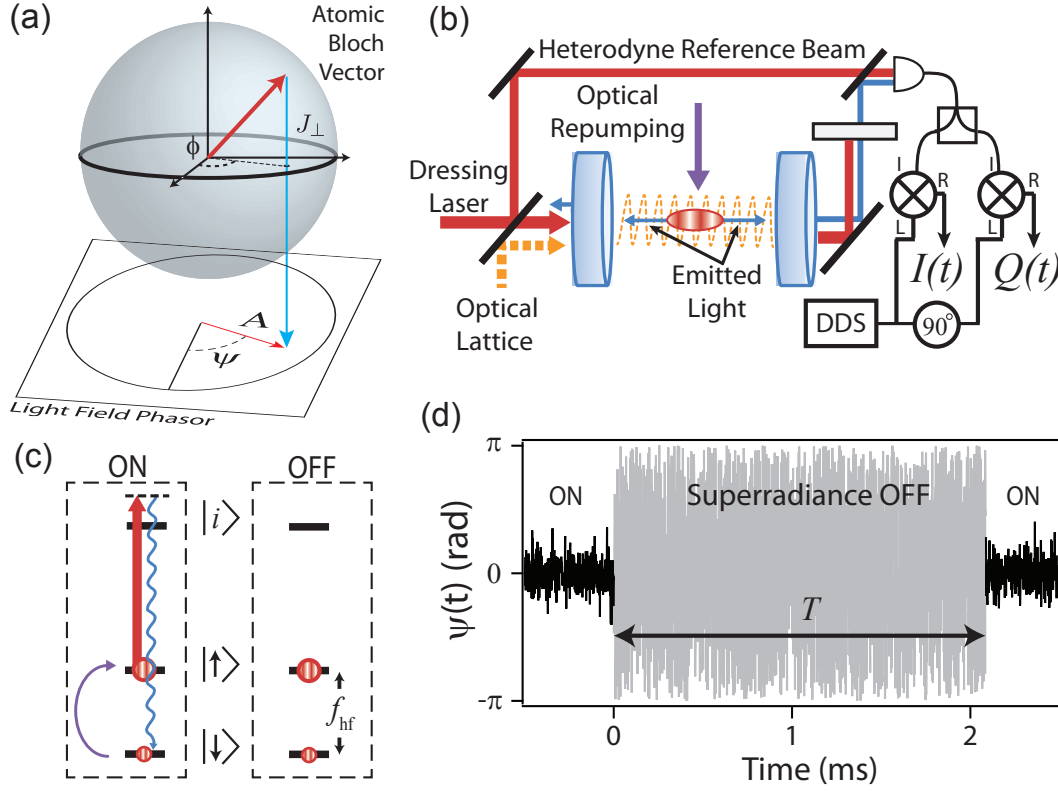 (a)
Atomic
Bloch
Vector
J⊥
ϕ
A
ψ
Light Field Phasor
(b)
Heterodyne Reference Beam
Optical
Repumping
Dressing
Laser
Emitted
Light
Optical
Lattice
I
R
L
I
R
L
I(t)
Q(t)
DDS
90°
(c)
ON
OFF
|i⟩
|↑⟩
|↓⟩
f_hf
(d)
π
0
-π
ψ(t) (rad)
ON
Superradiance OFF
ON
T
0
1
2
Time (ms)